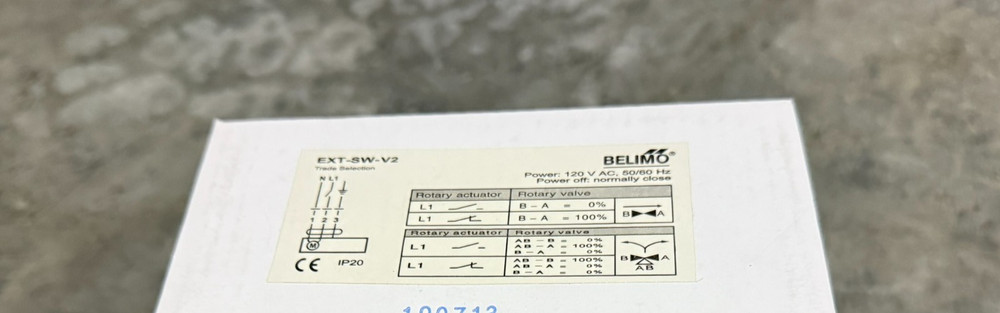 EXT-SW-V2
Trade Selection
BELIMO®
Power: 120 V AC, 50/60 Hz
Power off: normally close
N L1
1 2 3
M
CE IP20
Rotary actuator Rotary valve
L1 B - A = 0%
L1 B - A = 100%
B A
Rotary actuator Rotary valve
L1 AB - B = 0%
AB - A = 100%
B - A = 0%
L1 AB - B = 100%
AB - A = 0%
B - A = 0%
B A
AB